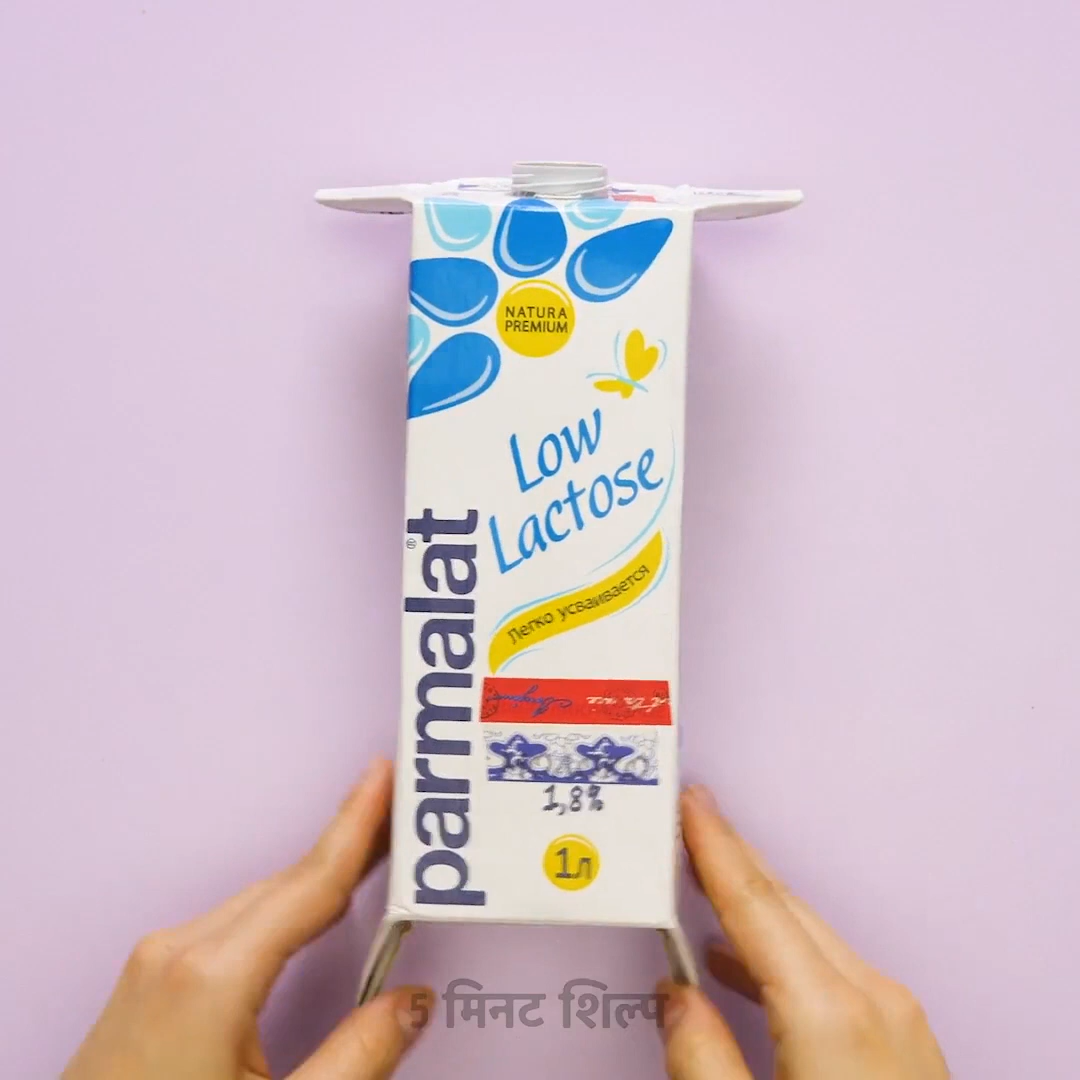 NATURA
PREMIUM
Low
Lactose
Легко усваивается
parmalat®
1,8%
1л
5 मिनट शिल्प